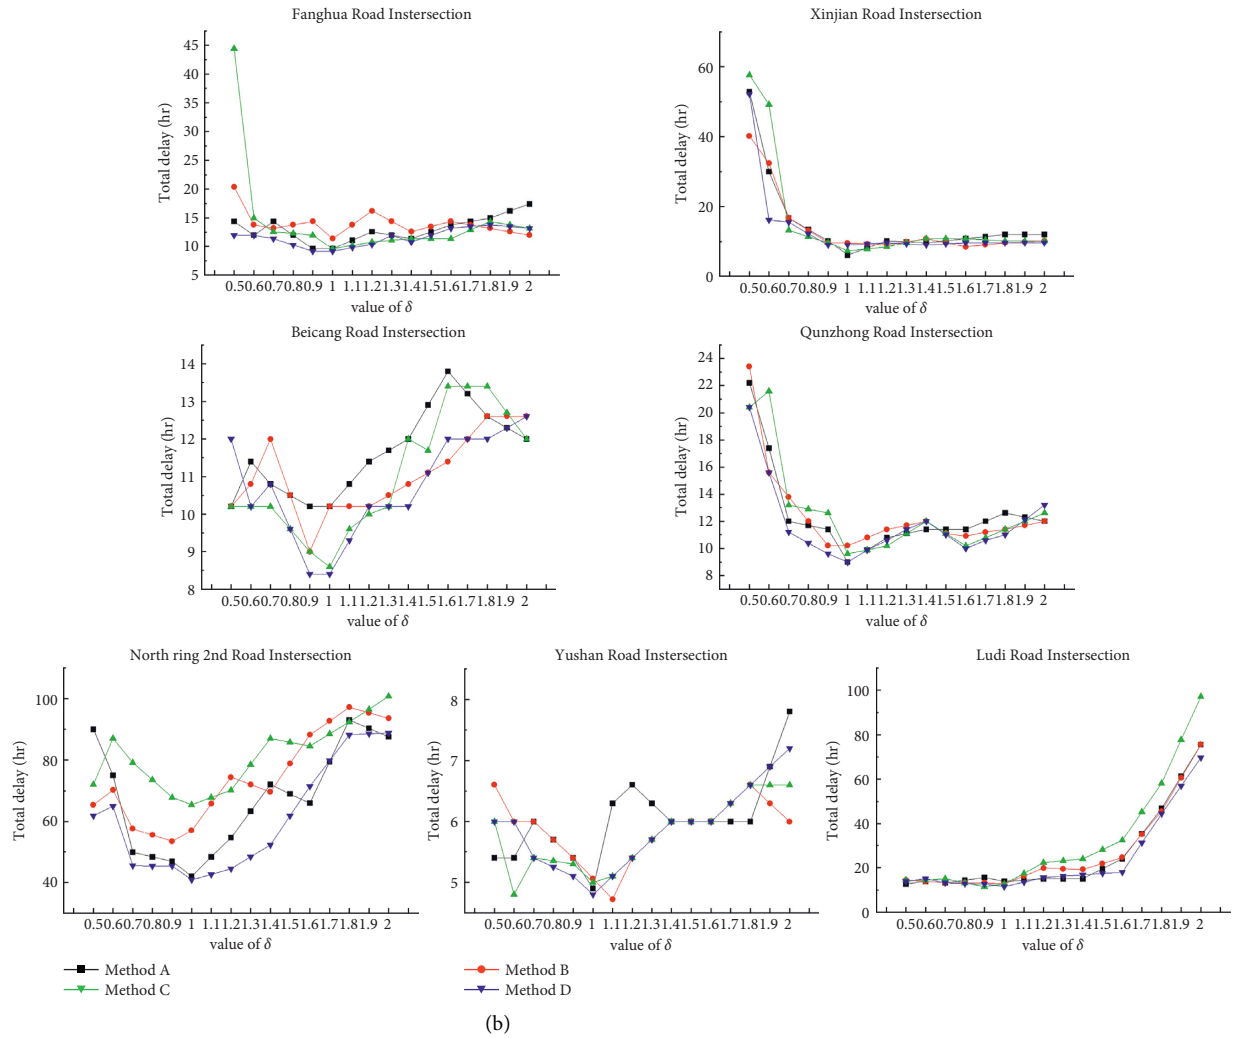 Fanghua Road Instersection
Total delay (hr)
45
40
35
30
25
20
15
10
5
0.50.60.70.80.9 1 1.11.21.31.41.51.61.71.81.9 2
value of δ
Xinjian Road Instersection
Total delay (hr)
60
40
20
0
0.50.60.70.80.9 1 1.11.21.31.41.51.61.71.81.9 2
value of δ
Beicang Road Instersection
Total delay (hr)
14
13
12
11
10
9
8
0.50.60.70.80.9 1 1.11.21.31.41.51.61.71.81.9 2
value of δ
Qunzhong Road Instersection
Total delay (hr)
24
22
20
18
16
14
12
10
8
0.50.60.70.80.9 1 1.11.21.31.41.51.61.71.81.9 2
value of δ
North ring 2nd Road Instersection
Total delay (hr)
100
80
60
40
0.50.60.70.80.9 1 1.11.21.31.41.51.61.71.81.9 2
value of δ
Yushan Road Instersection
Total delay (hr)
8
7
6
5
0.50.60.70.80.9 1 1.11.21.31.41.51.61.71.81.9 2
value of δ
Ludi Road Instersection
Total delay (hr)
100
80
60
40
20
0
0.50.60.70.80.9 1 1.11.21.31.41.51.61.71.81.9 2
value of δ
Method A
Method C
Method B
Method D
(b)